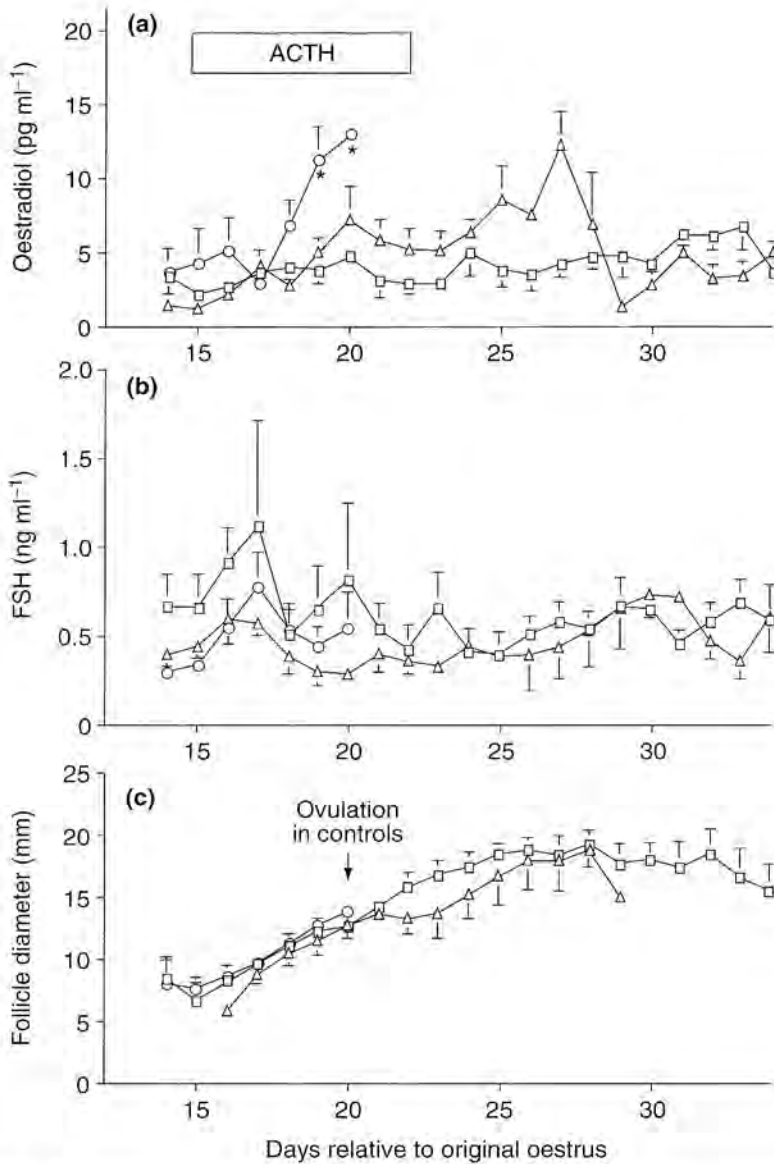 (a)
ACTH
Oestradiol (pg ml⁻¹)
20
15
10
5
0
*
*
15 20 25 30
(b)
FSH (ng ml⁻¹)
2.0
1.5
1.0
0.5
0
15 20 25 30
(c)
Ovulation
in controls
Follicle diameter (mm)
25
20
15
10
5
0
15 20 25 30
Days relative to original oestrus